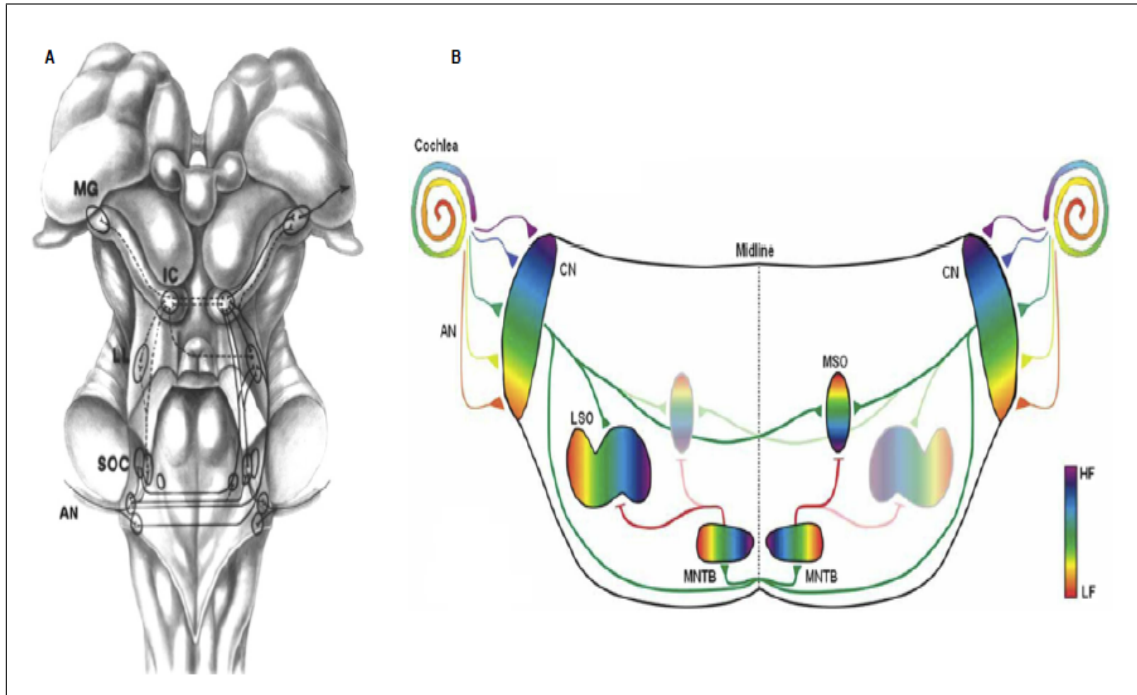 A
MG
IC
LL
SOC
AN
B
Cochlea
Midline
CN
CN
AN
MSO
LSO
MNTB
MNTB
HF
LF